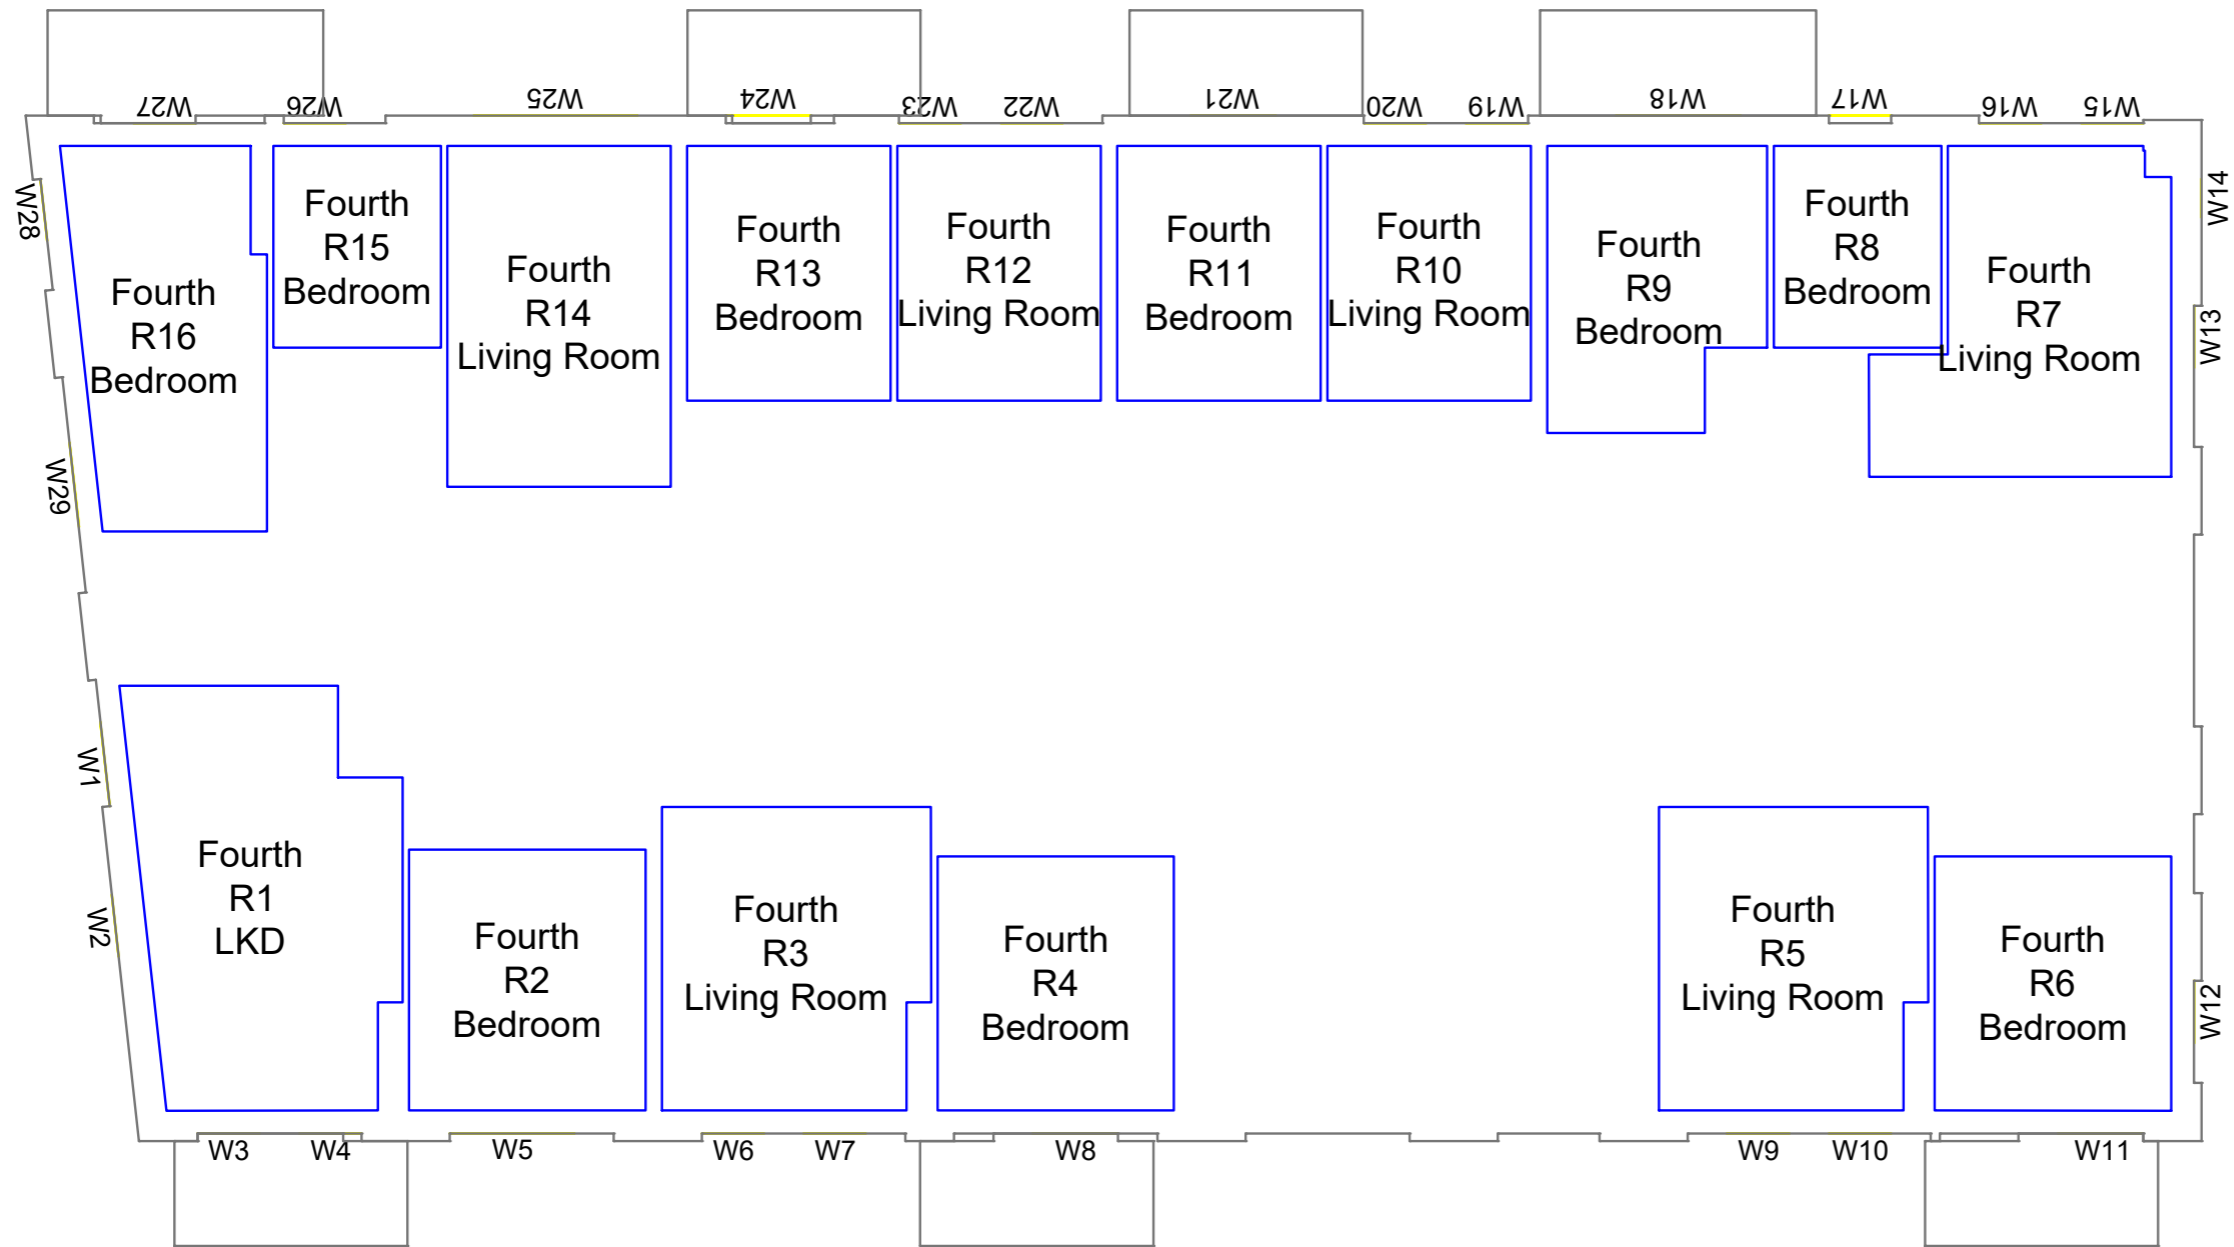 W27
W26
W25
W24
W23
W22
W21
W20
W19
W18
W17
W16
W15
W28
W14
Fourth
R16
Bedroom
Fourth
R15
Bedroom
Fourth
R14
Living Room
Fourth
R13
Bedroom
Fourth
R12
Living Room
Fourth
R11
Bedroom
Fourth
R10
Living Room
Fourth
R9
Bedroom
Fourth
R8
Bedroom
Fourth
R7
Living Room
W13
W29
W1
W2
Fourth
R1
LKD
Fourth
R2
Bedroom
Fourth
R3
Living Room
Fourth
R4
Bedroom
Fourth
R5
Living Room
Fourth
R6
Bedroom
W12
W3
W4
W5
W6
W7
W8
W9
W10
W11